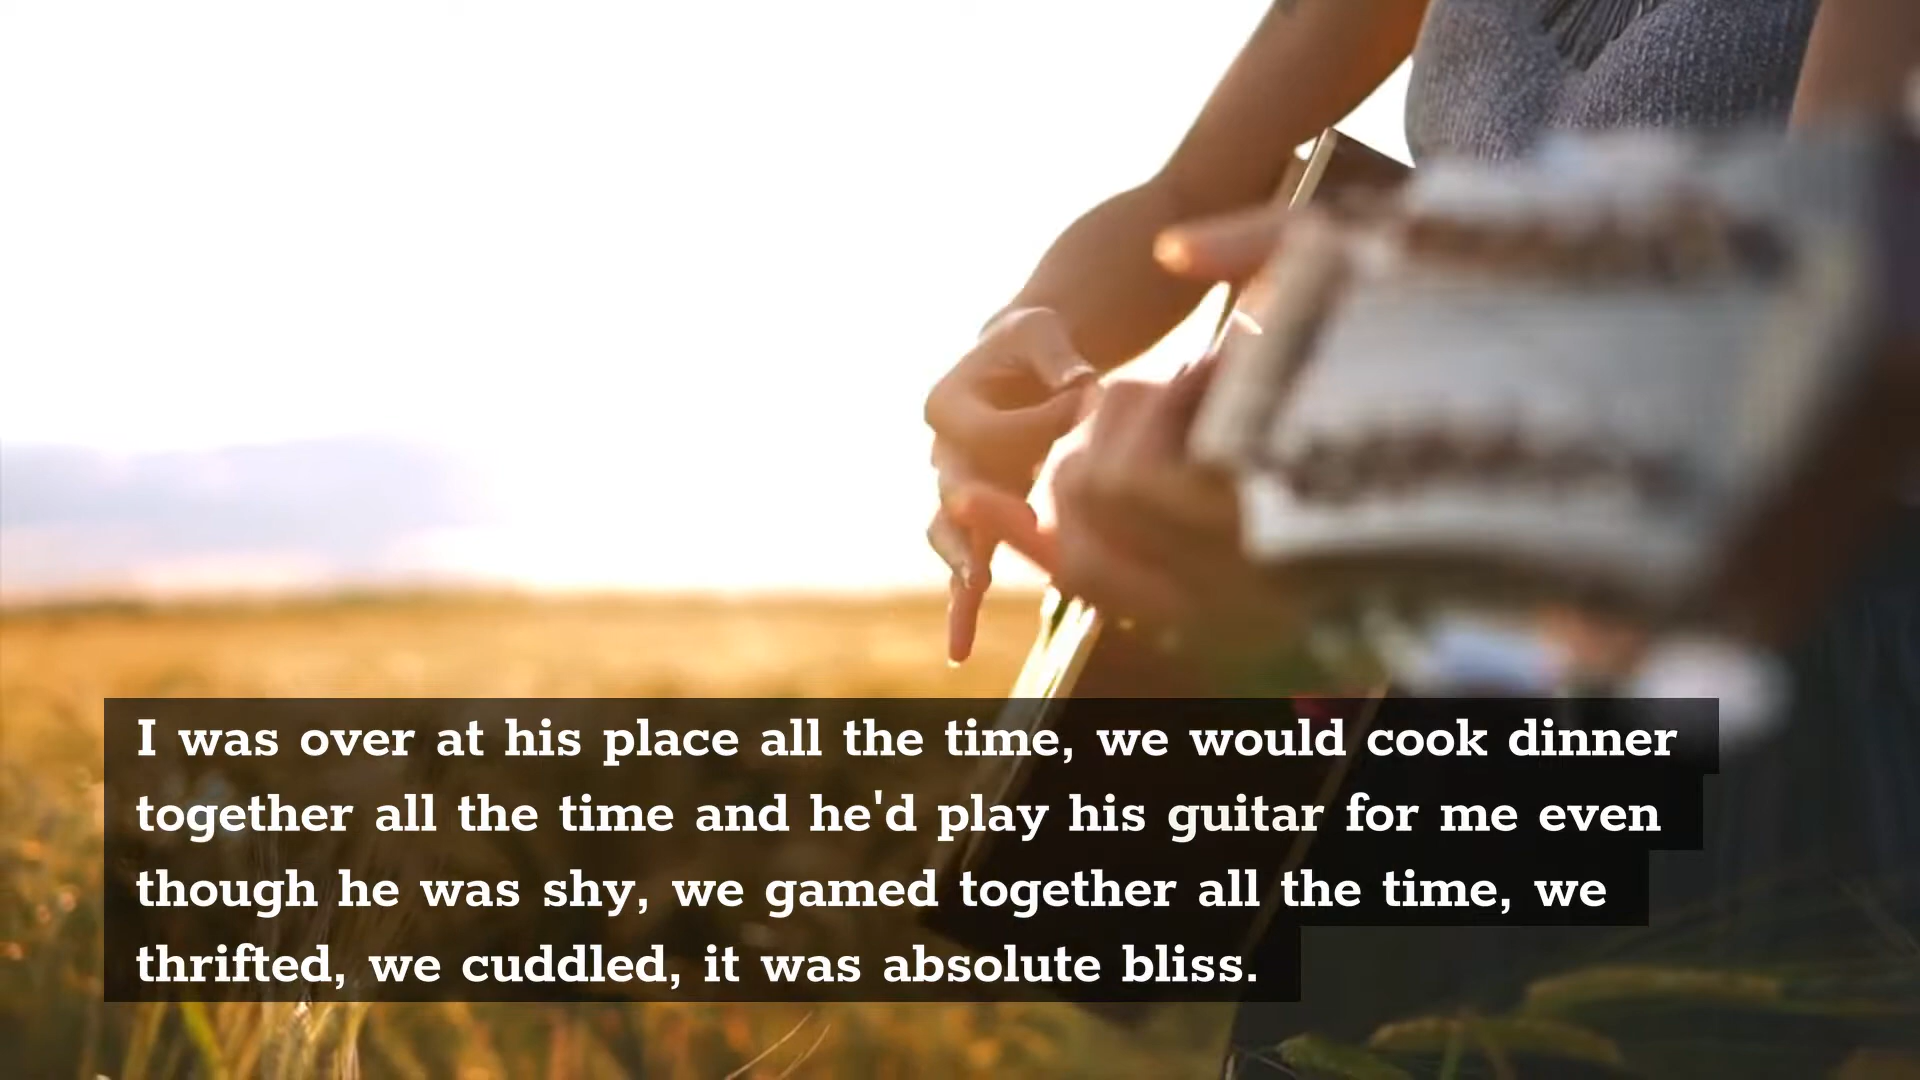 I was over at his place all the time, we would cook dinner
together all the time and he'd play his guitar for me even
though he was shy, we gamed together all the time, we
thrifted, we cuddled, it was absolute bliss.